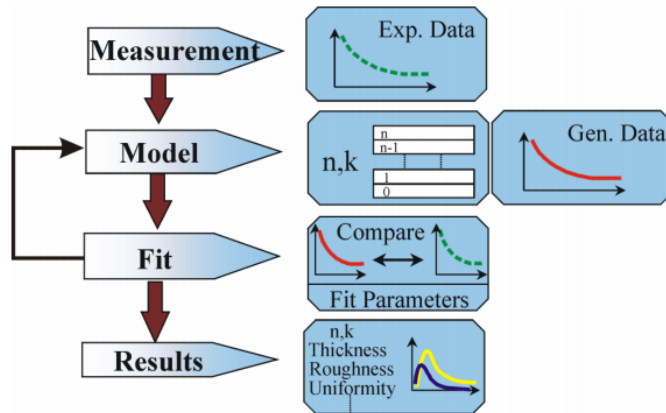 Measurement
Exp. Data
Model
n,k
n
n-1
1
0
Gen. Data
Fit
Compare
Fit Parameters
Results
n,k
Thickness
Roughness
Uniformity